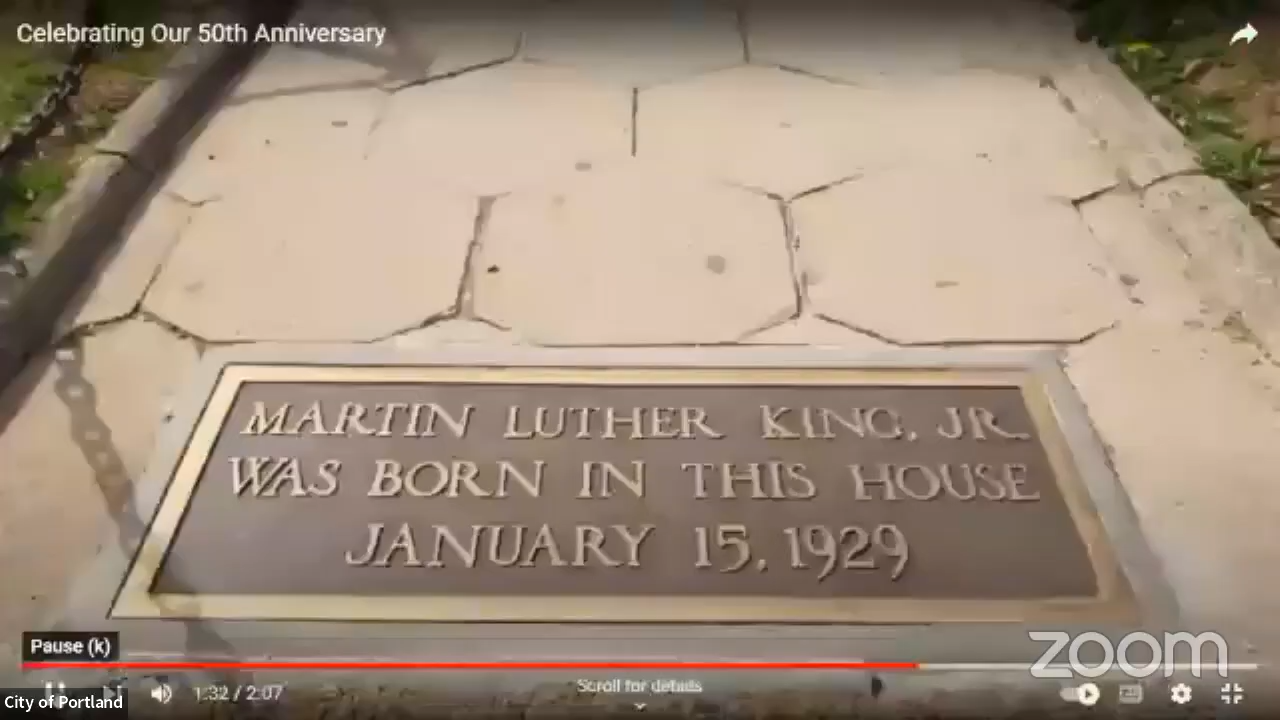 Celebrating Our 50th Anniversary
MARTIN LUTHER KING, JR.
WAS BORN IN THIS HOUSE
JANUARY 15, 1929
Pause (k)
zoom
1:32 / 2:07
Scroll for details
City of Portland